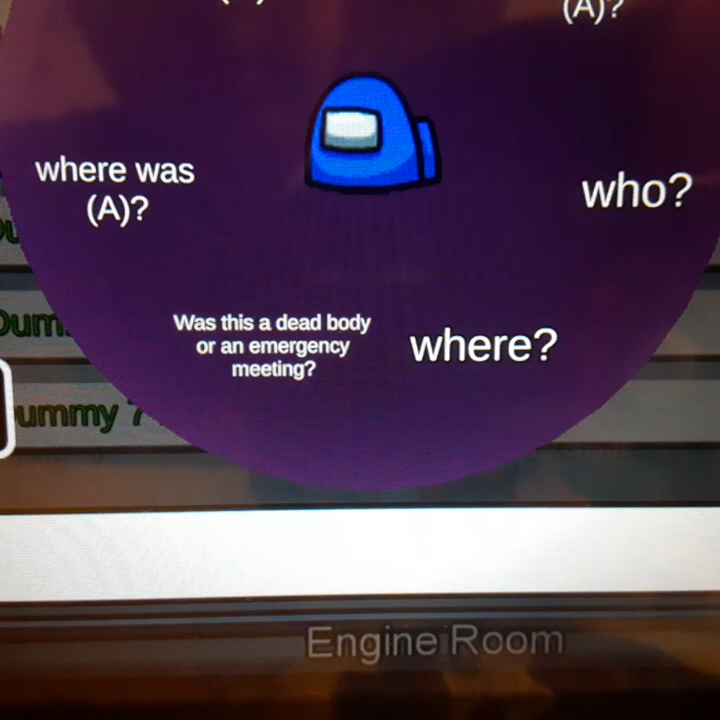 (A)?
where was
(A)?
who?
Was this a dead body
or an emergency
meeting?
where?
Engine Room